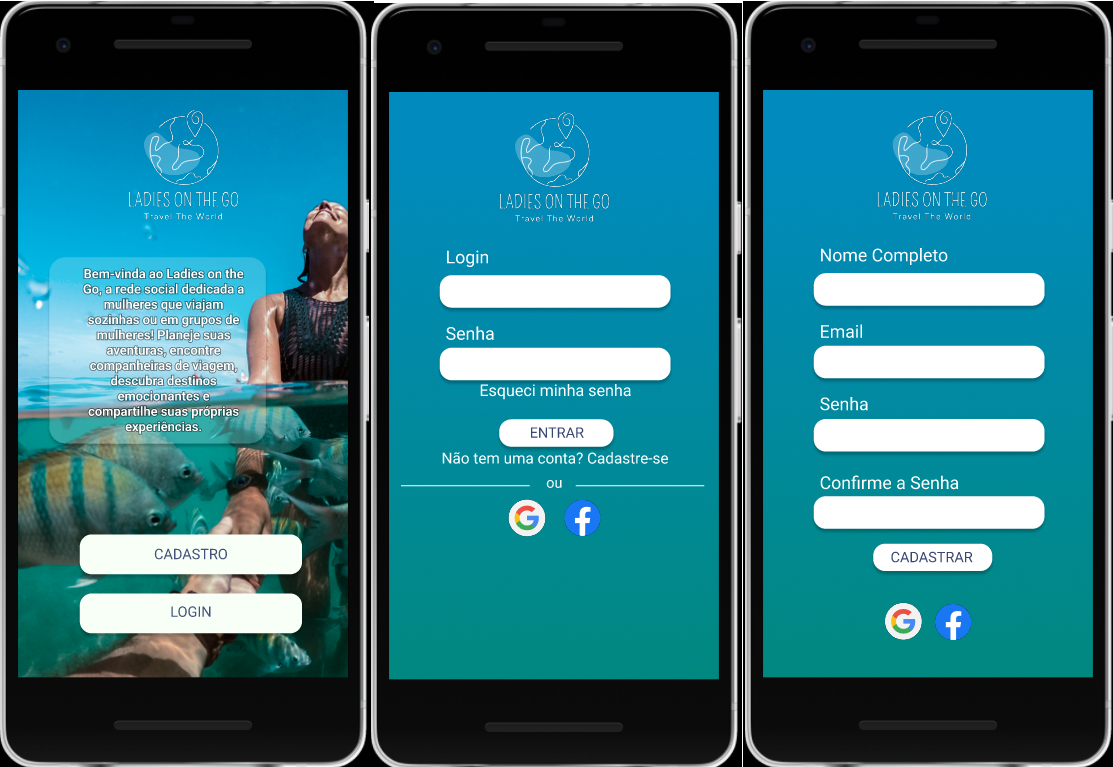 LADIES ON THE GO
Travel The World
Bem-vinda ao Ladies on the
Go, a rede social dedicada a
mulheres que viajam
sozinhas ou em grupos de
mulheres! Planeje suas
aventuras, encontre
companheiras de viagem,
descubra destinos
emocionantes e
compartilhe suas próprias
experiências.
CADASTRO
LOGIN
LADIES ON THE GO
Travel The World
Login
Senha
Esqueci minha senha
ENTRAR
Não tem uma conta? Cadastre-se
ou
G f
LADIES ON THE GO
Travel The World
Nome Completo
Email
Senha
Confirme a Senha
CADASTRAR
G f